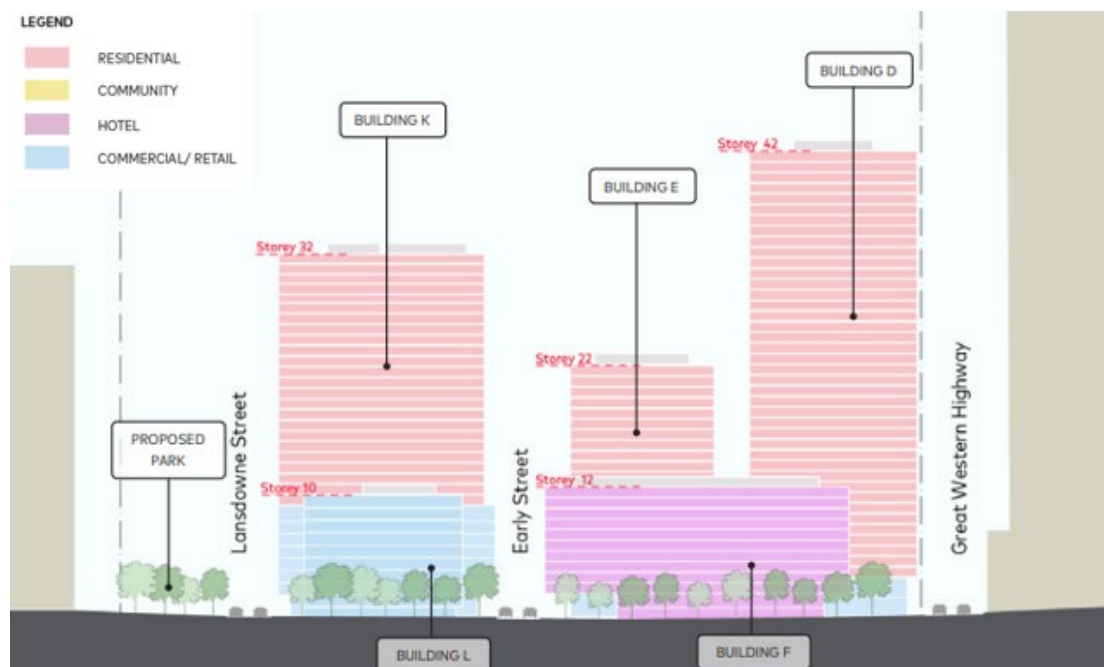 LEGEND
RESIDENTIAL
COMMUNITY
HOTEL
COMMERCIAL/ RETAIL
BUILDING D
BUILDING K
Storey 42
BUILDING E
Storey 32
Storey 22
PROPOSED
PARK
Lansdowne Street
Storey 10
Early Street
Storey 12
Great Western Highway
BUILDING L
BUILDING F